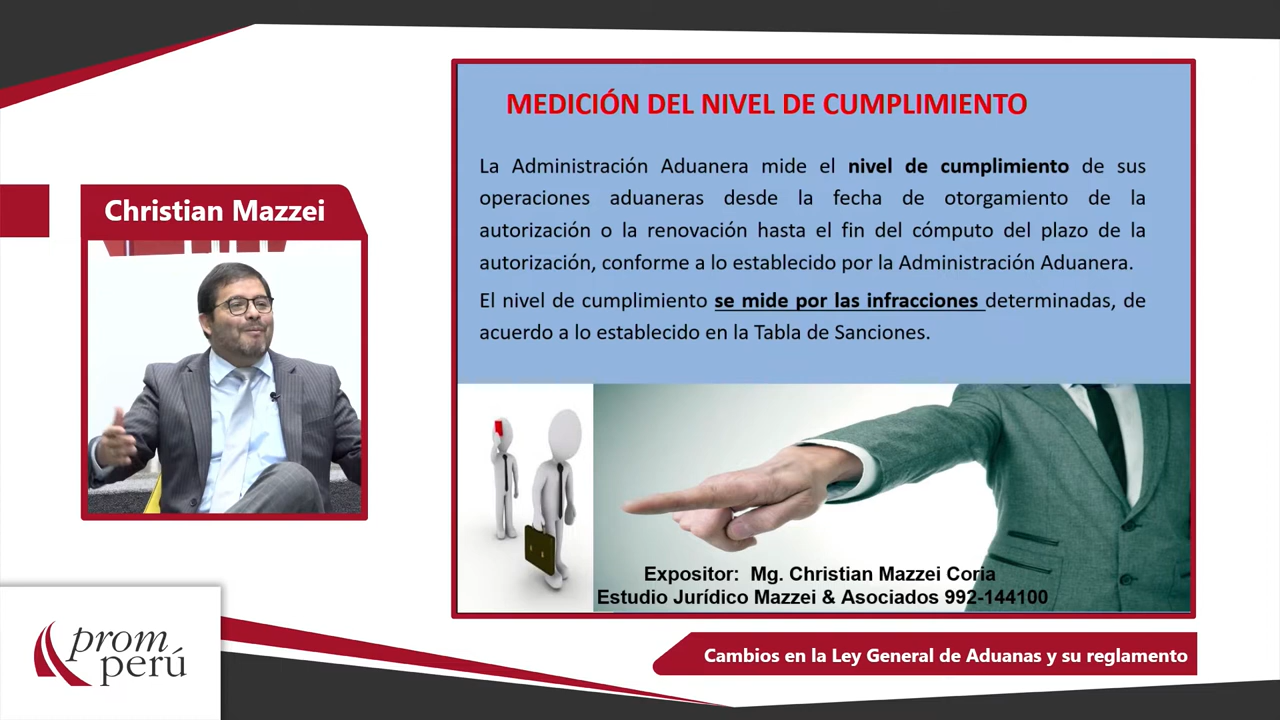 Christian Mazzei
MEDICIÓN DEL NIVEL DE CUMPLIMIENTO
La Administración Aduanera mide el nivel de cumplimiento de sus
operaciones aduaneras desde la fecha de otorgamiento de la
autorización o la renovación hasta el fin del cómputo del plazo de la
autorización, conforme a lo establecido por la Administración Aduanera.
El nivel de cumplimiento se mide por las infracciones determinadas, de
acuerdo a lo establecido en la Tabla de Sanciones.
Expositor: Mg. Christian Mazzei Coria
Estudio Jurídico Mazzei & Asociados 992-144100
prom
perú
Cambios en la Ley General de Aduanas y su reglamento